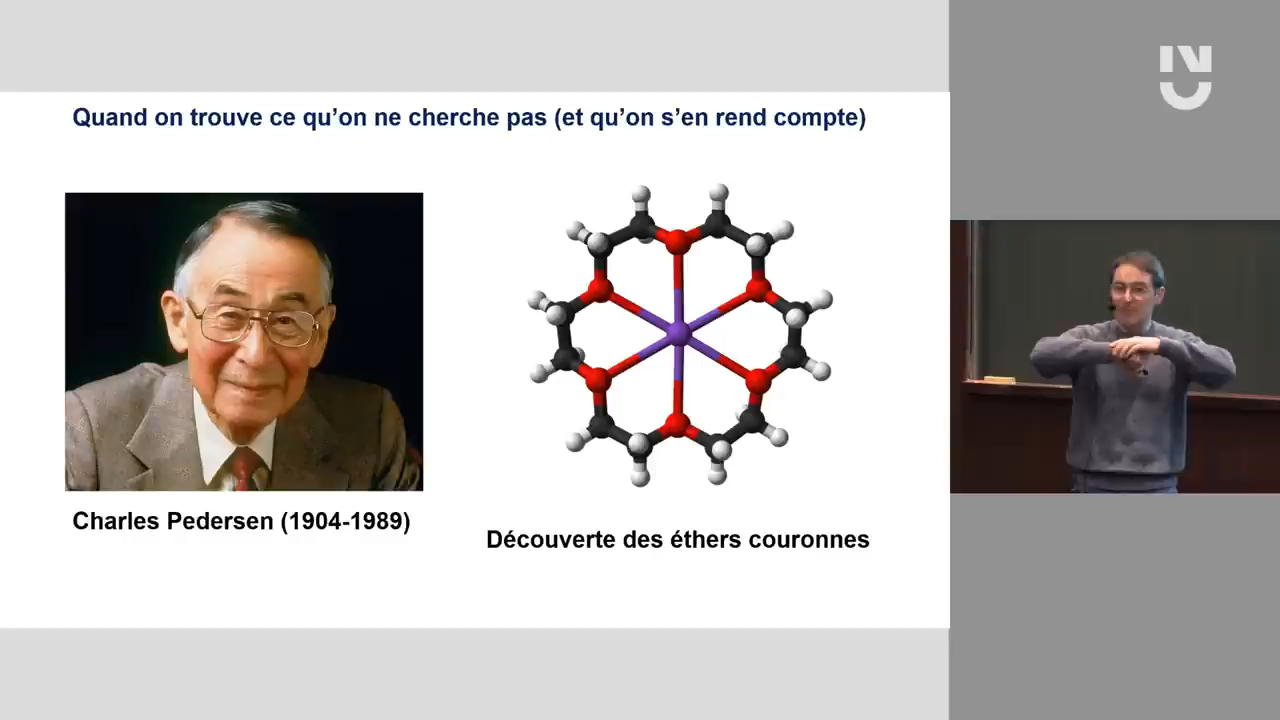 Quand on trouve ce qu'on ne cherche pas (et qu'on s'en rend compte)
Charles Pedersen (1904-1989)
Découverte des éthers couronnes